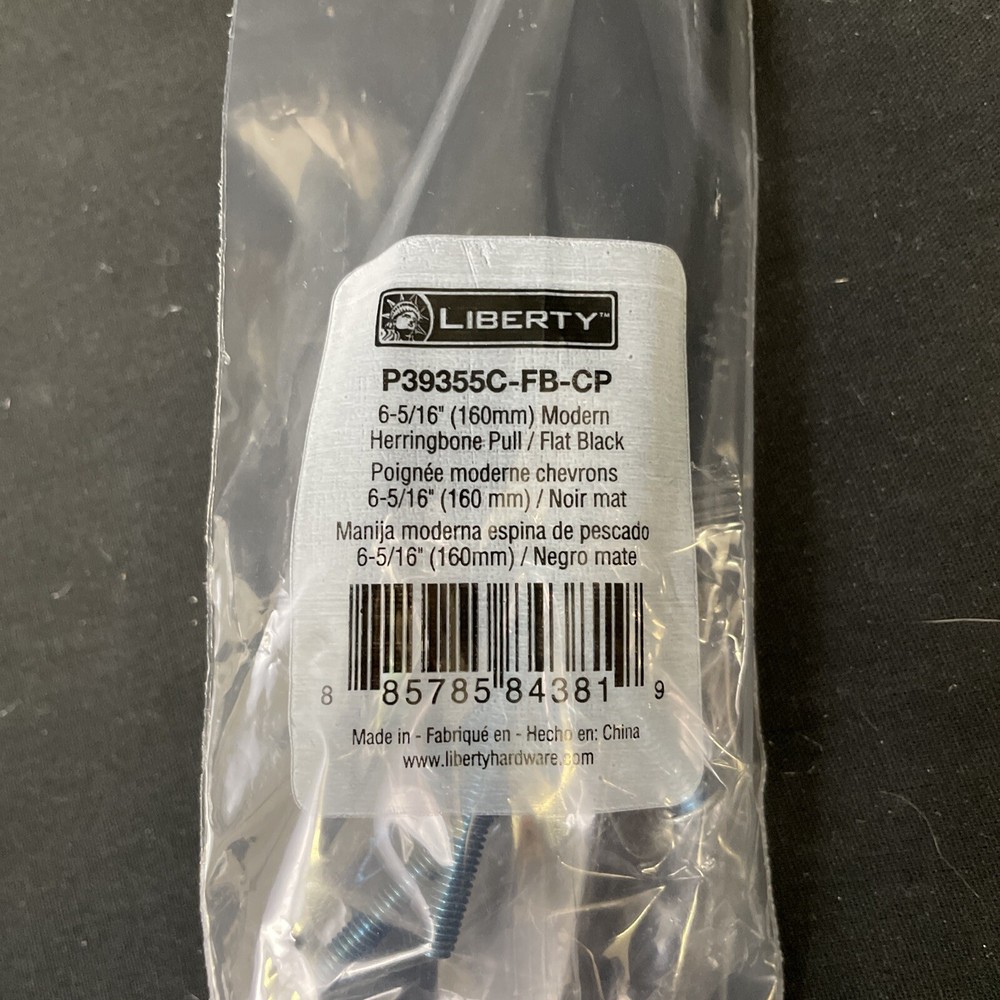 LIBERTY™
P39355C-FB-CP
6-5/16" (160mm) Modern
Herringbone Pull / Flat Black
Poignée moderne chevrons
6-5/16" (160 mm) / Noir mat
Manija moderna espina de pescado
6-5/16" (160mm) / Negro mate
8 85785 84381 9
Made in - Fabriqué en - Hecho en: China
www.libertyhardware.com